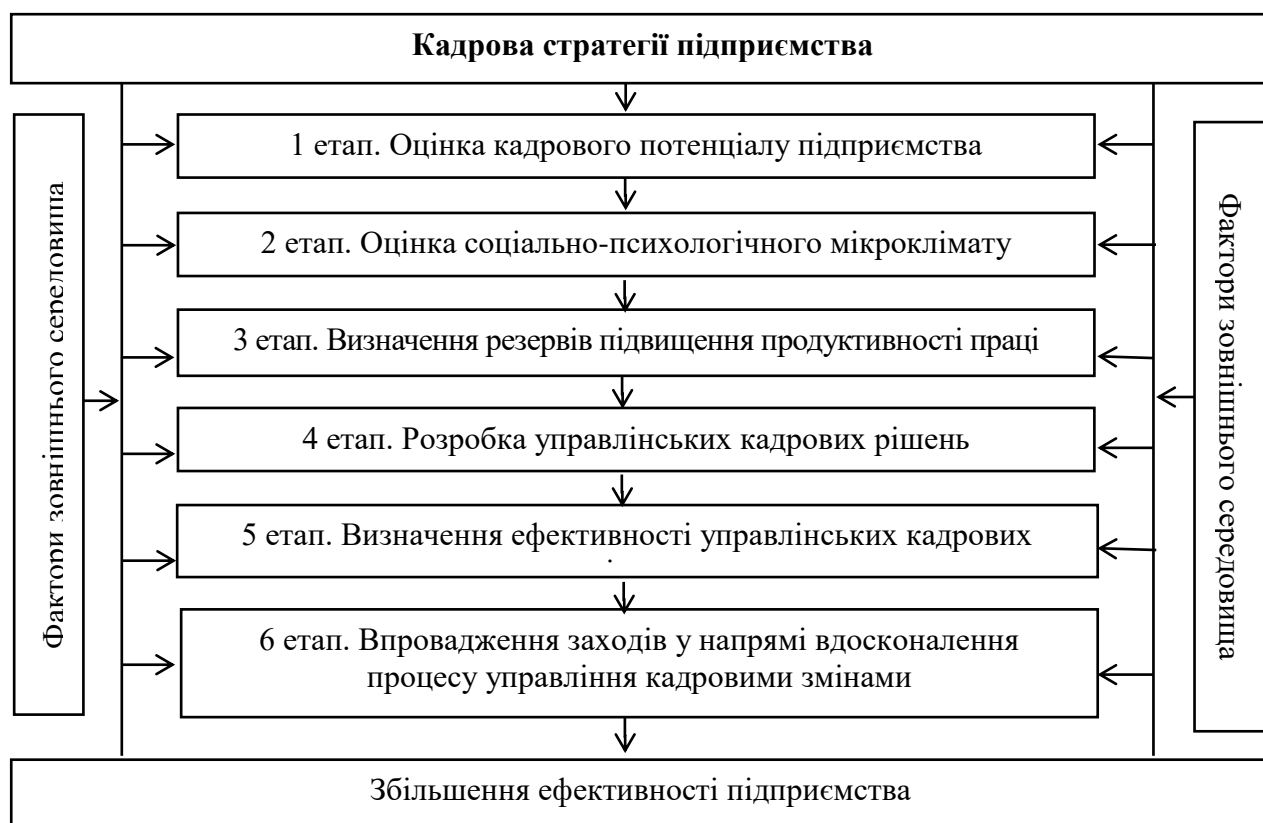 Кадрова стратегії підприємства
Фактори зовнішнього середовища
1 етап. Оцінка кадрового потенціалу підприємства
2 етап. Оцінка соціально-психологічного мікроклімату
3 етап. Визначення резервів підвищення продуктивності праці
4 етап. Розробка управлінських кадрових рішень
5 етап. Визначення ефективності управлінських кадрових
6 етап. Впровадження заходів у напрямі вдосконалення
процесу управління кадровими змінами
Фактори зовнішнього середовища
Збільшення ефективності підприємства